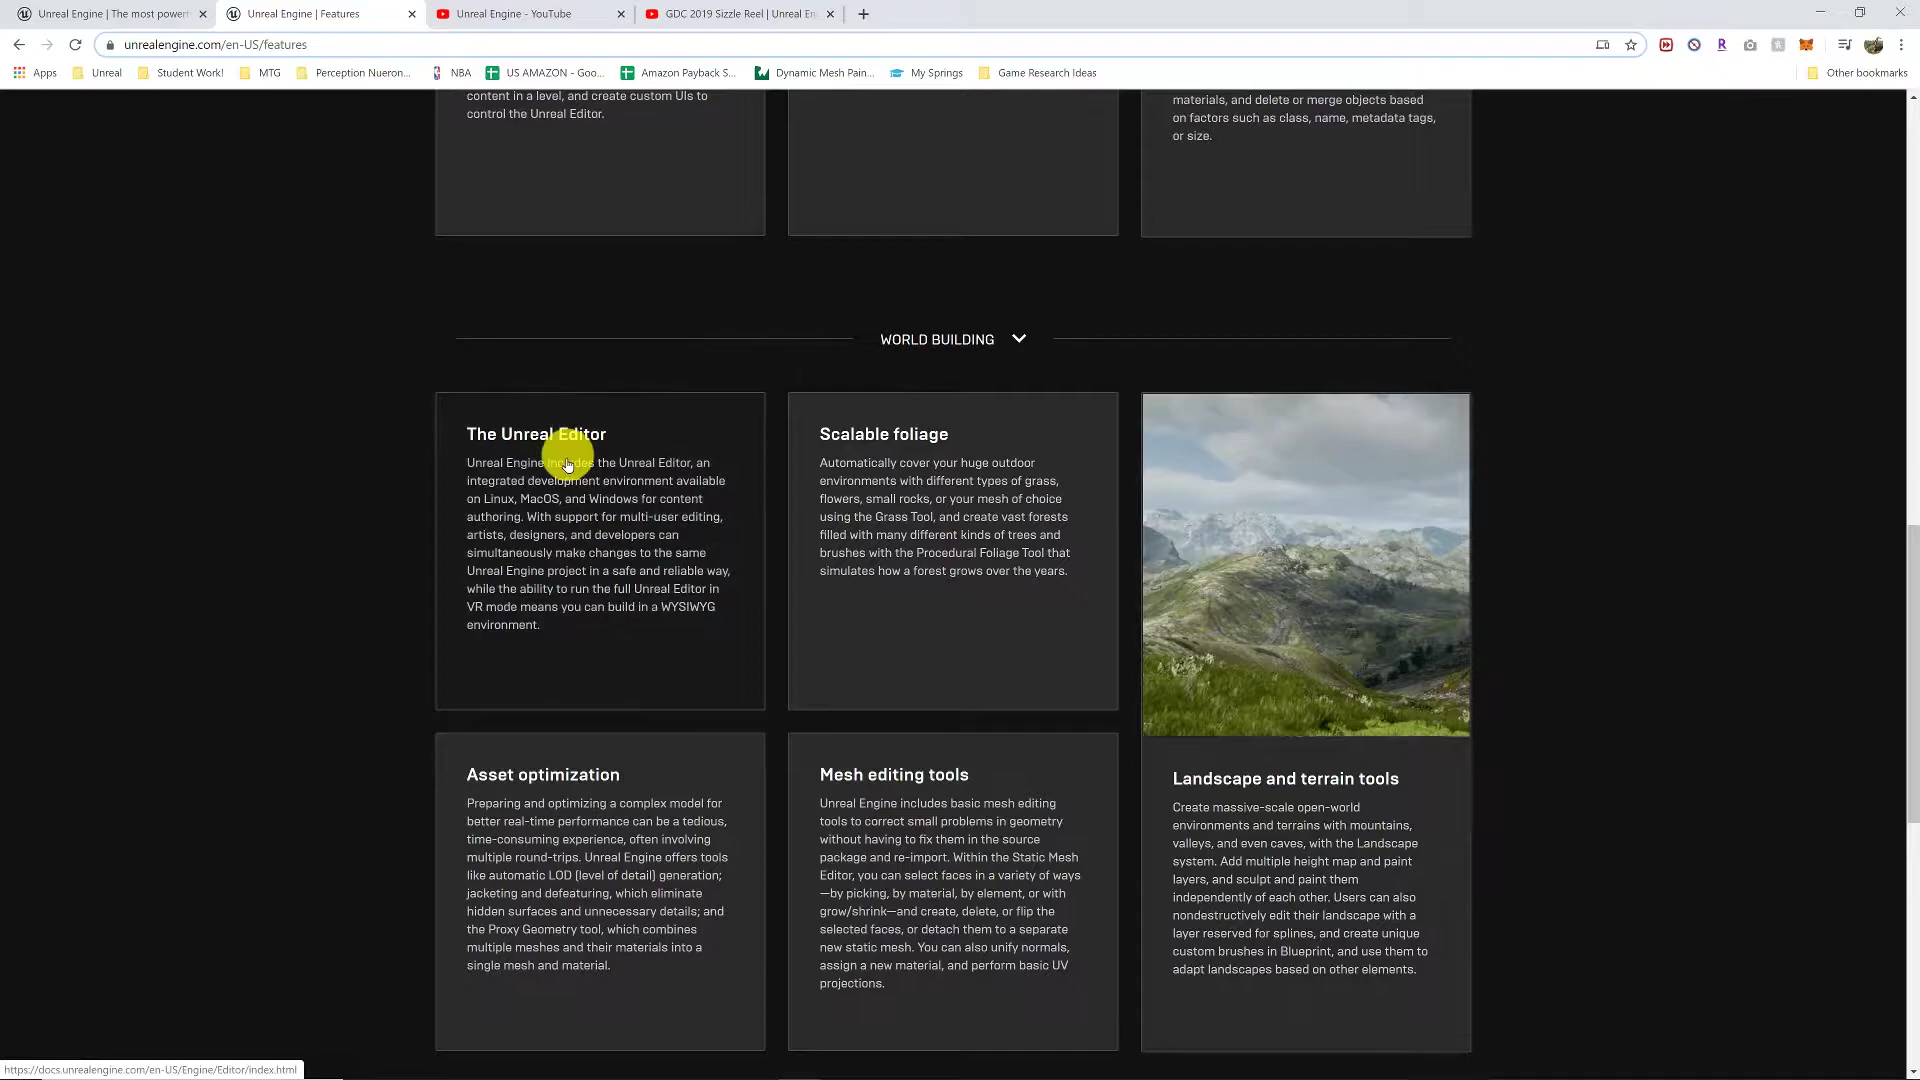 Unreal Engine | The most powerf
Unreal Engine | Features
Unreal Engine - YouTube
GDC 2019 Sizzle Reel | Unreal En
unrealengine.com/en-US/features
Apps
Unreal
Student Work!
MTG
Perception Nueron...
NBA
US AMAZON - Goo...
Amazon Payback S...
Dynamic Mesh Pain...
My Springs
Game Research Ideas
Other bookmarks
content in a level, and create custom UIs to
control the Unreal Editor.
materials, and delete or merge objects based
on factors such as class, name, metadata tags,
or size.
WORLD BUILDING
The Unreal Editor
Unreal Engine includes the Unreal Editor, an
integrated development environment available
on Linux, MacOS, and Windows for content
authoring. With support for multi-user editing,
artists, designers, and developers can
simultaneously make changes to the same
Unreal Engine project in a safe and reliable way,
while the ability to run the full Unreal Editor in
VR mode means you can build in a WYSIWYG
environment.
Scalable foliage
Automatically cover your huge outdoor
environments with different types of grass,
flowers, small rocks, or your mesh of choice
using the Grass Tool, and create vast forests
filled with many different kinds of trees and
brushes with the Procedural Foliage Tool that
simulates how a forest grows over the years.
Asset optimization
Preparing and optimizing a complex model for
better real-time performance can be a tedious,
time-consuming experience, often involving
multiple round-trips. Unreal Engine offers tools
like automatic LOD (level of detail) generation;
jacketing and defeaturing, which eliminate
hidden surfaces and unnecessary details; and
the Proxy Geometry tool, which combines
multiple meshes and their materials into a
single mesh and material.
Mesh editing tools
Unreal Engine includes basic mesh editing
tools to correct small problems in geometry
without having to fix them in the source
package and re-import. Within the Static Mesh
Editor, you can select faces in a variety of ways
—by picking, by material, by element, or with
grow/shrink—and create, delete, or flip the
selected faces, or detach them to a separate
new static mesh. You can also unify normals,
assign a new material, and perform basic UV
projections.
Landscape and terrain tools
Create massive-scale open-world
environments and terrains with mountains,
valleys, and even caves, with the Landscape
system. Add multiple height map and paint
layers, and sculpt and paint them
independently of each other. Users can also
nondestructively edit their landscape with a
layer reserved for splines, and create unique
custom brushes in Blueprint, and use them to
adapt landscapes based on other elements.
https://docs.unrealengine.com/en-US/Engine/Editor/index.html